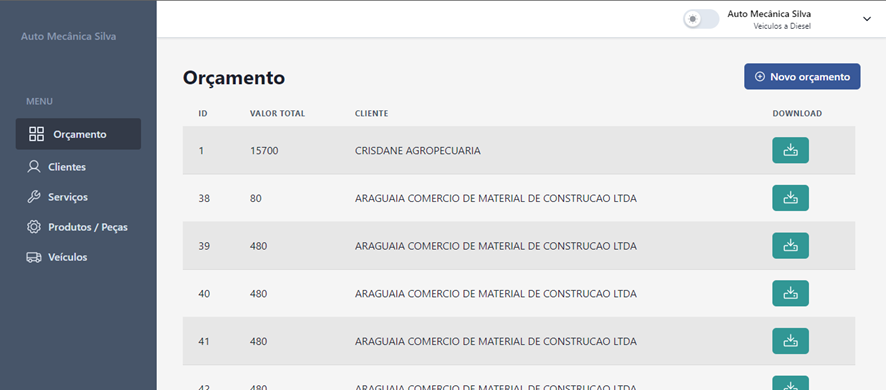 Auto Mecânica Silva
Auto Mecânica Silva
Veiculos a Diesel
MENU
Orçamento
Clientes
Serviços
Produtos / Peças
Veículos
Orçamento
Novo orçamento
ID VALOR TOTAL CLIENTE DOWNLOAD
1 15700 CRISDANE AGROPECUARIA
38 80 ARAGUAIA COMERCIO DE MATERIAL DE CONSTRUCAO LTDA
39 480 ARAGUAIA COMERCIO DE MATERIAL DE CONSTRUCAO LTDA
40 480 ARAGUAIA COMERCIO DE MATERIAL DE CONSTRUCAO LTDA
41 480 ARAGUAIA COMERCIO DE MATERIAL DE CONSTRUCAO LTDA
42 480 ARAGUAIA COMERCIO DE MATERIAL DE CONSTRUCAO LTDA